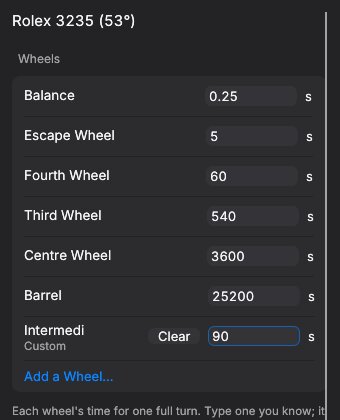 Rolex 3235 (53°)
Wheels
Balance 0.25 s
Escape Wheel 5 s
Fourth Wheel 60 s
Third Wheel 540 s
Centre Wheel 3600 s
Barrel 25200 s
Intermedi Clear 90 s
Custom
Add a Wheel...
Each wheel's time for one full turn. Type one you know; it